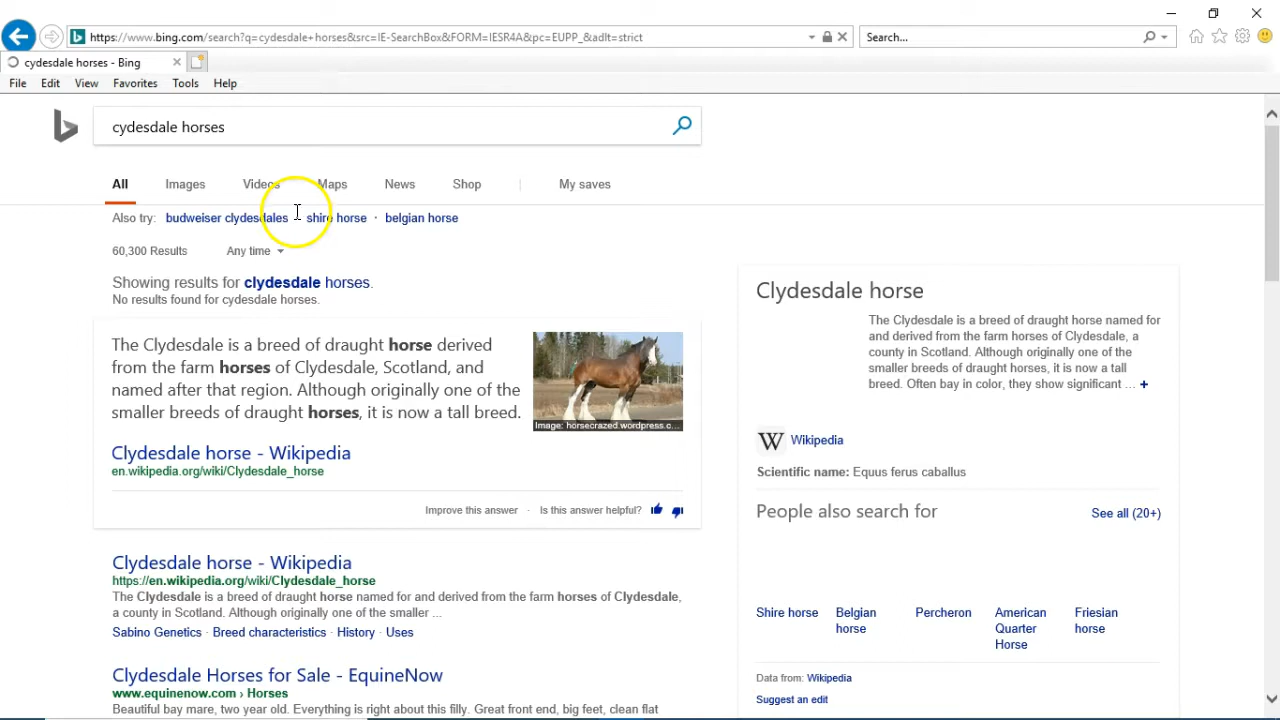 https://www.bing.com/search?q=cydesdale+horses&src=IE-SearchBox&FORM=IESR4A&pc=EUPP_&adlt=strict
Search...
cydesdale horses - Bing
File Edit View Favorites Tools Help
cydesdale horses
All Images Videos Maps News Shop My saves
Also try: budweiser clydesdales · shire horse · belgian horse
60,300 Results Any time
Showing results for clydesdale horses.
No results found for cydesdale horses.
The Clydesdale is a breed of draught horse derived
from the farm horses of Clydesdale, Scotland, and
named after that region. Although originally one of the
smaller breeds of draught horses, it is now a tall breed.
Image: horsecrazed.wordpress.c...
Clydesdale horse - Wikipedia
en.wikipedia.org/wiki/Clydesdale_horse
Improve this answer · Is this answer helpful?
Clydesdale horse - Wikipedia
https://en.wikipedia.org/wiki/Clydesdale_horse
The Clydesdale is a breed of draught horse named for and derived from the farm horses of Clydesdale,
a county in Scotland. Although originally one of the smaller ...
Sabino Genetics · Breed characteristics · History · Uses
Clydesdale Horses for Sale - EquineNow
www.equinenow.com › Horses
Beautiful bay mare, two year old. Everything is right about this filly. Great front end, big feet, clean flat
Clydesdale horse
The Clydesdale is a breed of draught horse named for
and derived from the farm horses of Clydesdale, a
county in Scotland. Although originally one of the
smaller breeds of draught horses, it is now a tall
breed. Often bay in color, they show significant ... +
W Wikipedia
Scientific name: Equus ferus caballus
People also search for See all (20+)
Shire horse
Belgian
horse
Percheron
American
Quarter
Horse
Friesian
horse
Data from: Wikipedia
Suggest an edit